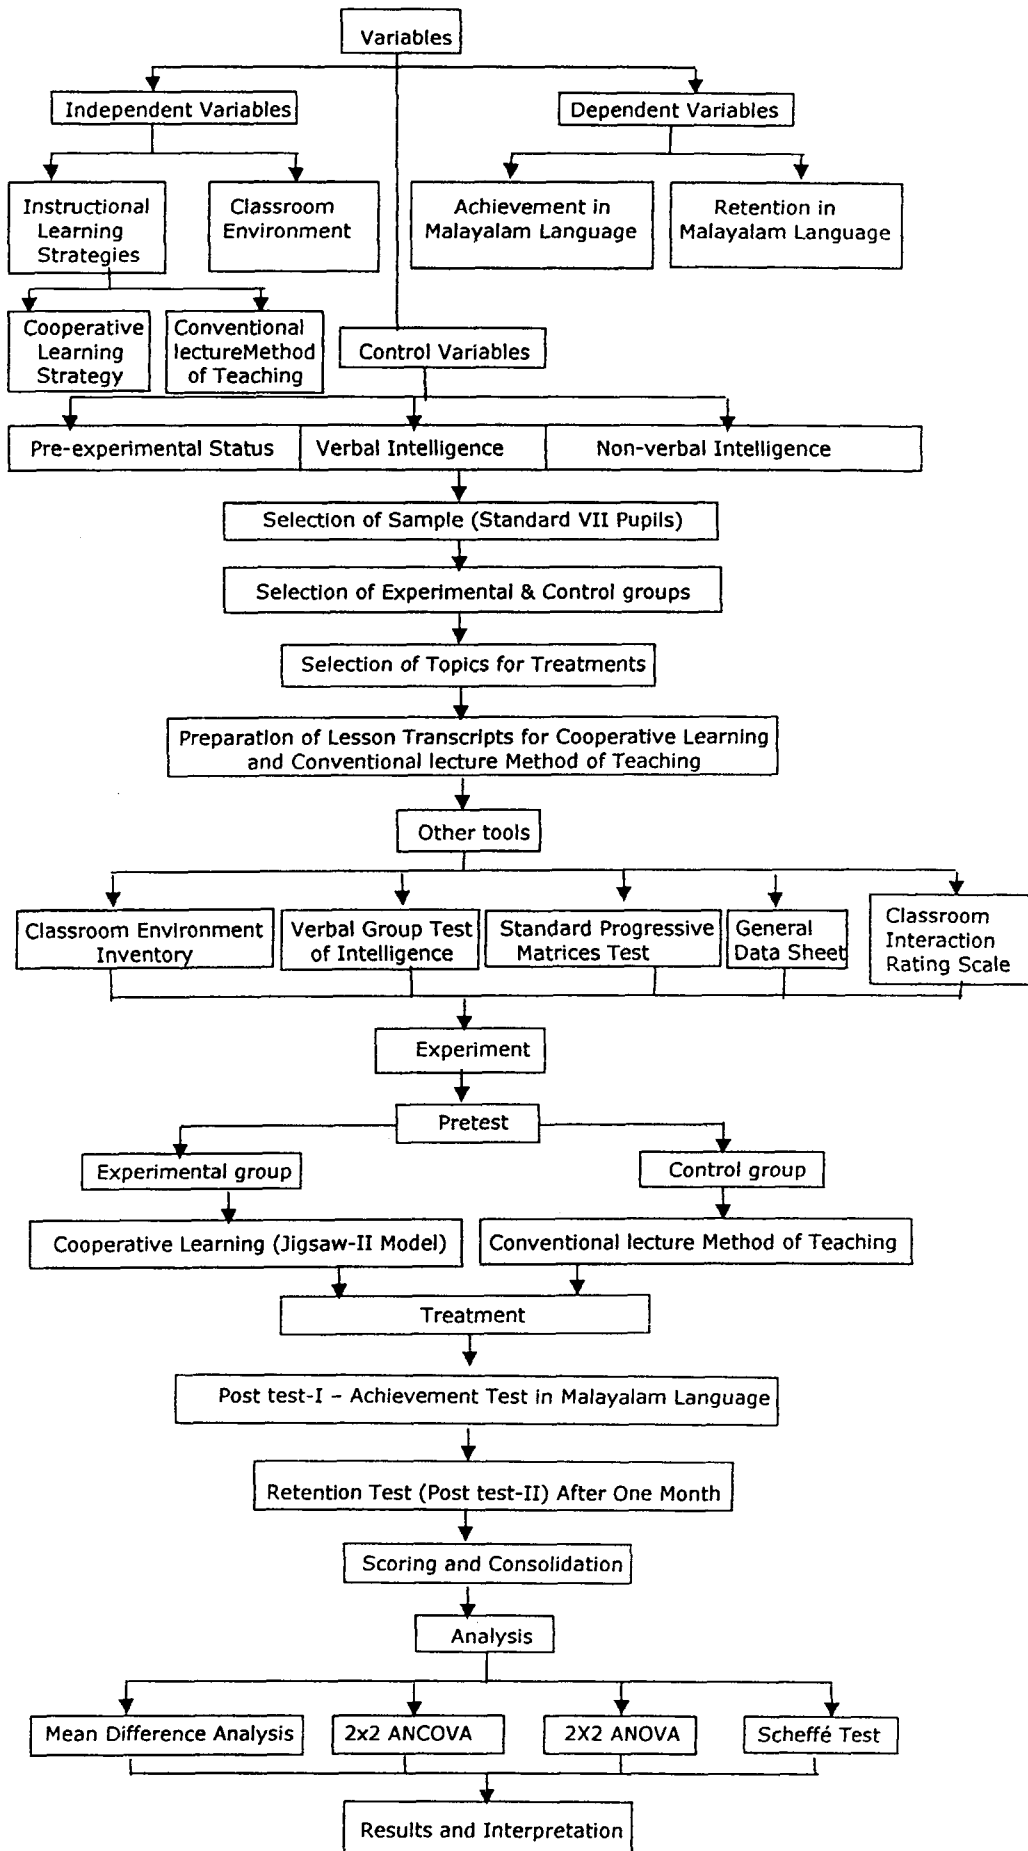 Variables
Independent Variables
Dependent Variables
Instructional
Learning
Strategies
Classroom
Environment
Achievement in
Malayalam Language
Retention in
Malayalam Language
Cooperative
Learning
Strategy
Conventional
lectureMethod
of Teaching
Control Variables
Pre-experimental Status
Verbal Intelligence
Non-verbal Intelligence
Selection of Sample (Standard VII Pupils)
Selection of Experimental & Control groups
Selection of Topics for Treatments
Preparation of Lesson Transcripts for Cooperative Learning
and Conventional lecture Method of Teaching
Other tools
Classroom Environment
Inventory
Verbal Group Test
of Intelligence
Standard Progressive
Matrices Test
General
Data Sheet
Classroom
Interaction
Rating Scale
Experiment
Pretest
Experimental group
Control group
Cooperative Learning (Jigsaw-II Model)
Conventional lecture Method of Teaching
Treatment
Post test-I – Achievement Test in Malayalam Language
Retention Test (Post test-II) After One Month
Scoring and Consolidation
Analysis
Mean Difference Analysis
2x2 ANCOVA
2X2 ANOVA
Scheffé Test
Results and Interpretation